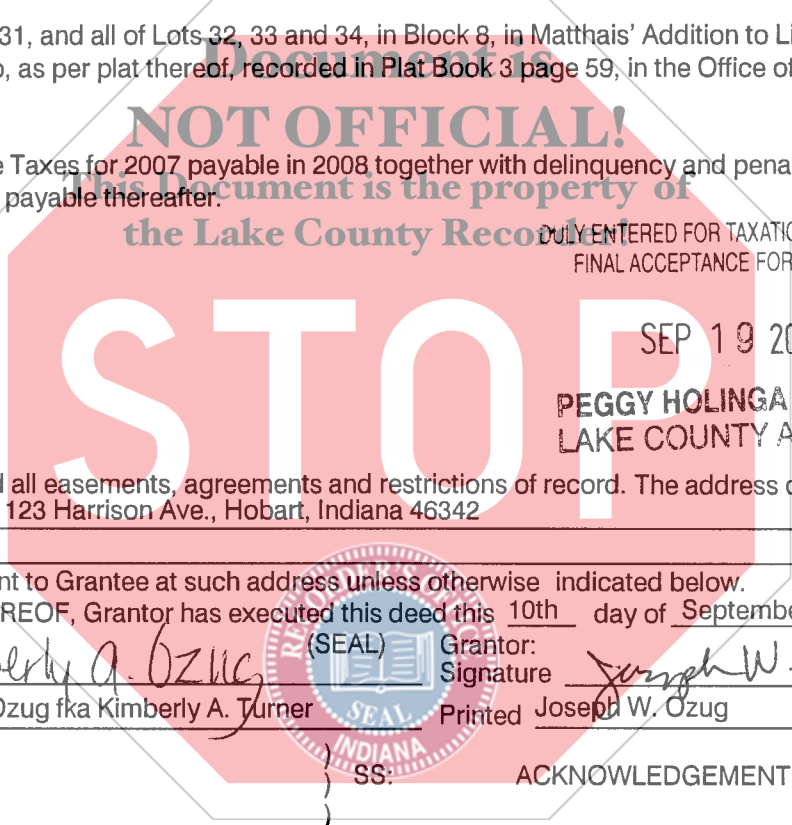 31, and all of Lots 32, 33 and 34, in Block 8, in Matthais' Addition to Li
Document is
, as per plat thereof, recorded in Plat Book 3 page 59, in the Office of
NOT OFFICIAL!
e Taxes for 2007 payable in 2008 together with delinquency and pena
This Document is the property of
payable thereafter.
the Lake County Recorder!
DULY ENTERED FOR TAXATIO
FINAL ACCEPTANCE FOR
STOP
SEP 19 20
PEGGY HOLINGA
LAKE COUNTY A
all easements, agreements and restrictions of record. The address o
123 Harrison Ave., Hobart, Indiana 46342
nt to Grantee at such address unless otherwise indicated below.
REOF, Grantor has executed this deed this 10th day of Septembe
RECORDER'S OFFICE
(SEAL) Grantor:
erly A. Ozug Signature Joseph W.
Ozug fka Kimberly A. Turner Printed Joseph W. Ozug
SEAL
INDIANA
) SS: ACKNOWLEDGEMENT
)
)